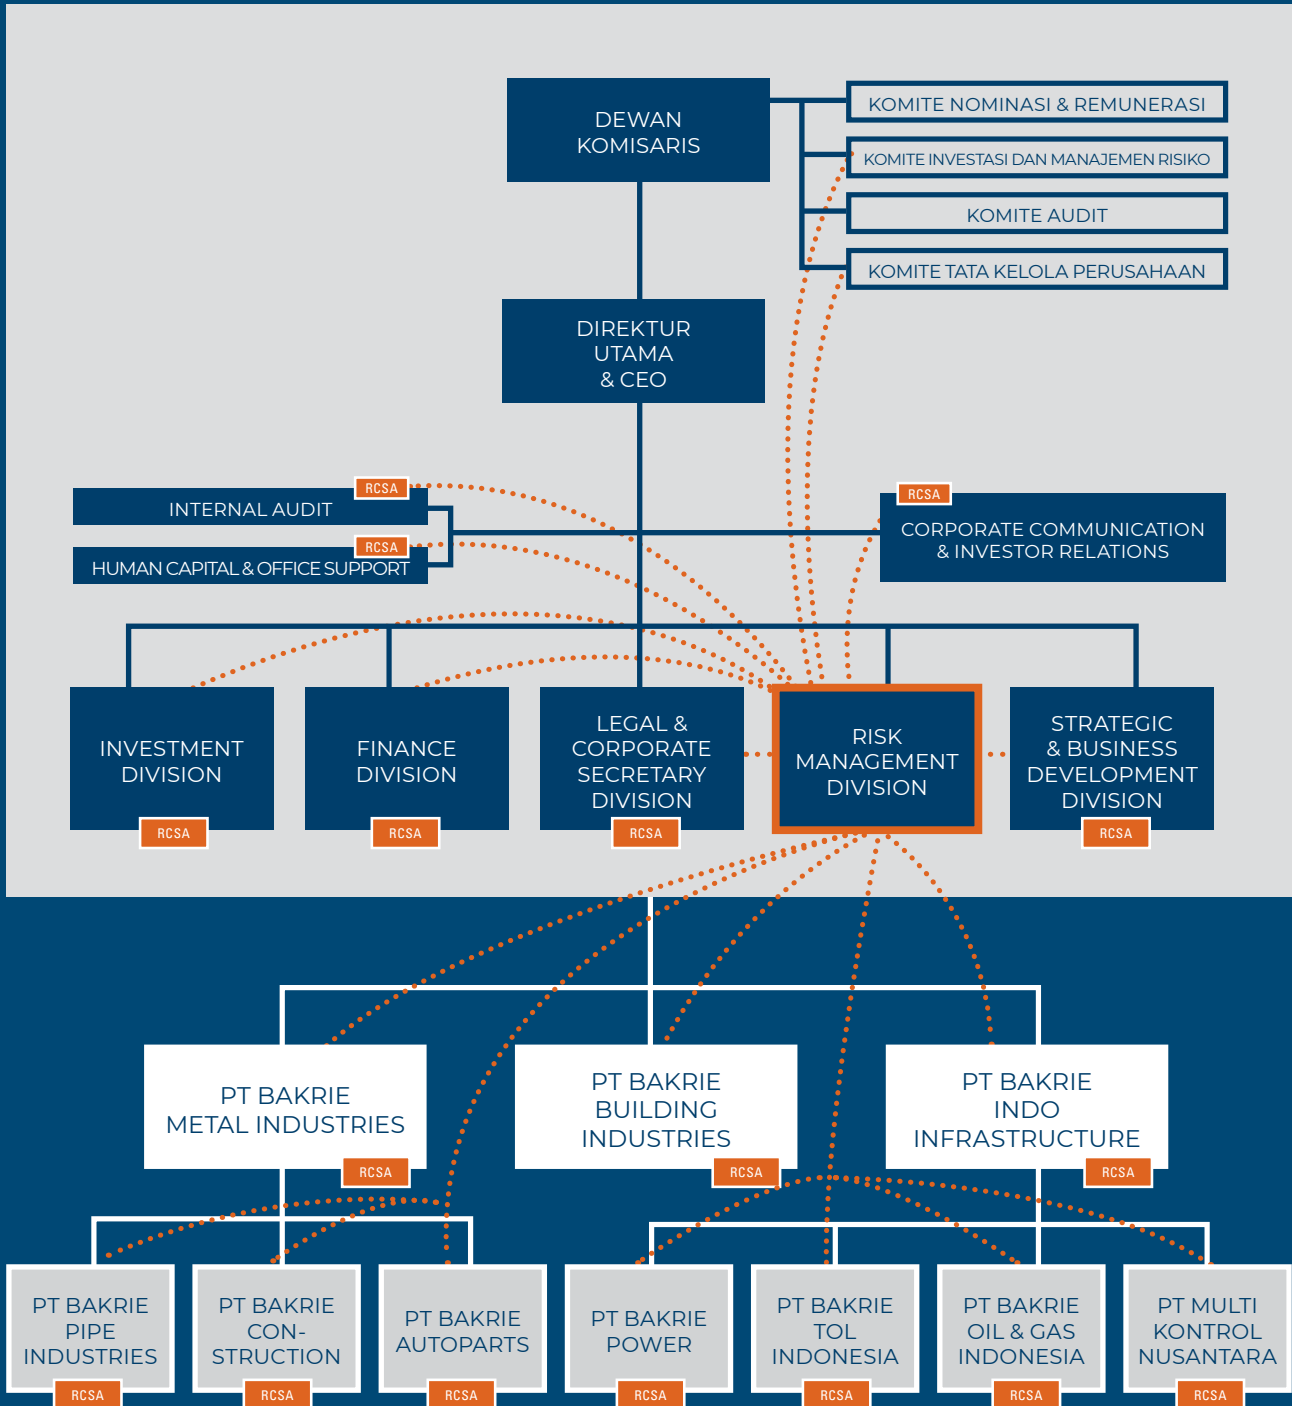 DEWAN
KOMISARIS
KOMITE NOMINASI & REMUNERASI
KOMITE INVESTASI DAN MANAJEMEN RISIKO
KOMITE AUDIT
KOMITE TATA KELOLA PERUSAHAAN
DIREKTUR
UTAMA
& CEO
RCSA
INTERNAL AUDIT
RCSA
HUMAN CAPITAL & OFFICE SUPPORT
RCSA
CORPORATE COMMUNICATION
& INVESTOR RELATIONS
INVESTMENT
DIVISION
RCSA
FINANCE
DIVISION
RCSA
LEGAL &
CORPORATE
SECRETARY
DIVISION
RCSA
RISK
MANAGEMENT
DIVISION
STRATEGIC
& BUSINESS
DEVELOPMENT
DIVISION
RCSA
PT BAKRIE
METAL INDUSTRIES
RCSA
PT BAKRIE
BUILDING
INDUSTRIES
RCSA
PT BAKRIE
INDO
INFRASTRUCTURE
RCSA
PT BAKRIE
PIPE
INDUSTRIES
RCSA
PT BAKRIE
CON-
STRUCTION
RCSA
PT BAKRIE
AUTOPARTS
RCSA
PT BAKRIE
POWER
RCSA
PT BAKRIE
TOL
INDONESIA
RCSA
PT BAKRIE
OIL & GAS
INDONESIA
RCSA
PT MULTI
KONTROL
NUSANTARA
RCSA